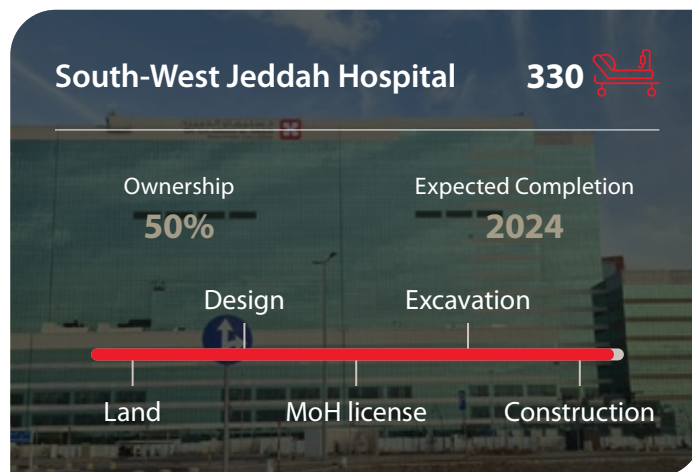 South-West Jeddah Hospital 330
Ownership Expected Completion
50% 2024
Design Excavation
Land MoH license Construction